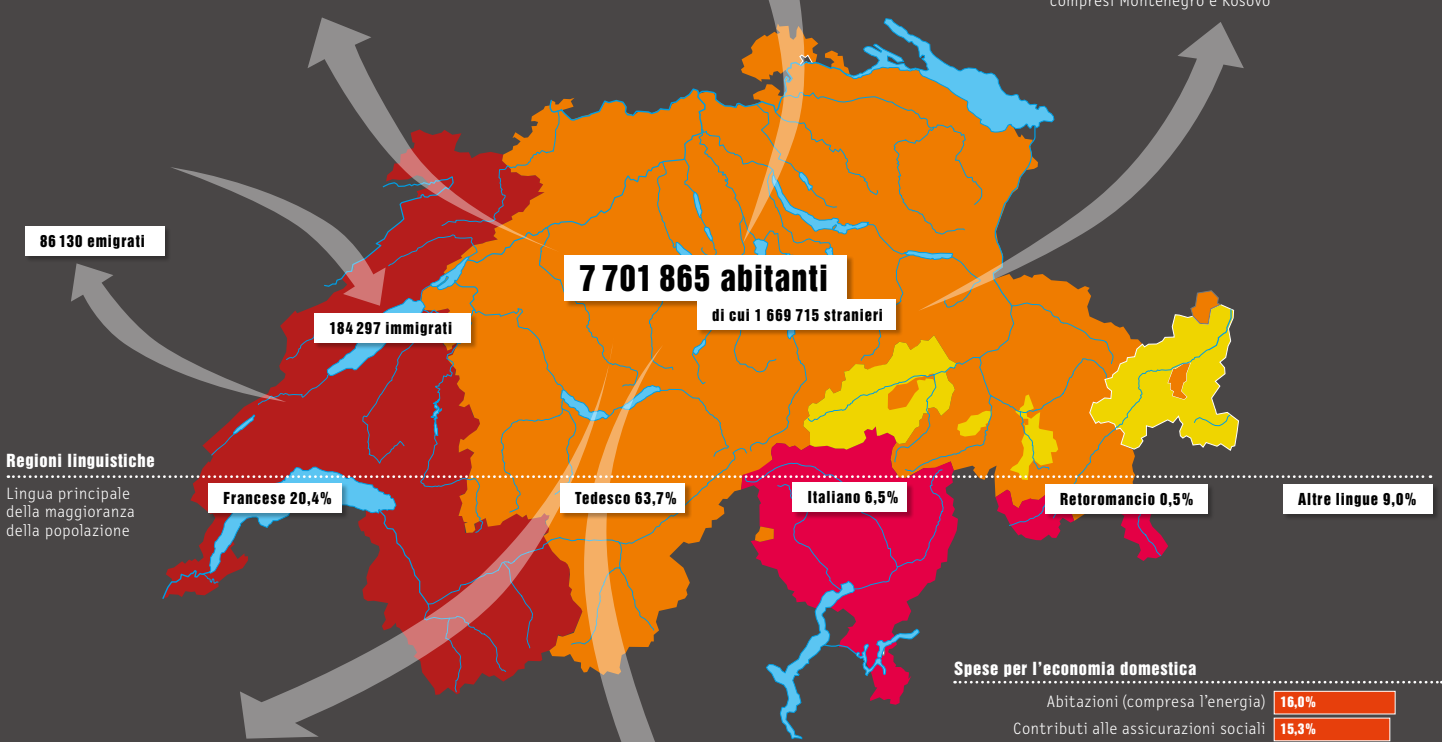 compresi Montenegro e Kosovo
86 130 emigrati
7 701 865 abitanti
di cui 1 669 715 stranieri
184 297 immigrati
Regioni linguistiche
Lingua principale
della maggioranza
della popolazione
Francese 20,4%
Tedesco 63,7%
Italiano 6,5%
Retoromancio 0,5%
Altre lingue 9,0%
Spese per l'economia domestica
Abitazioni (compresa l'energia) 16,0%
Contributi alle assicurazioni sociali 15,3%